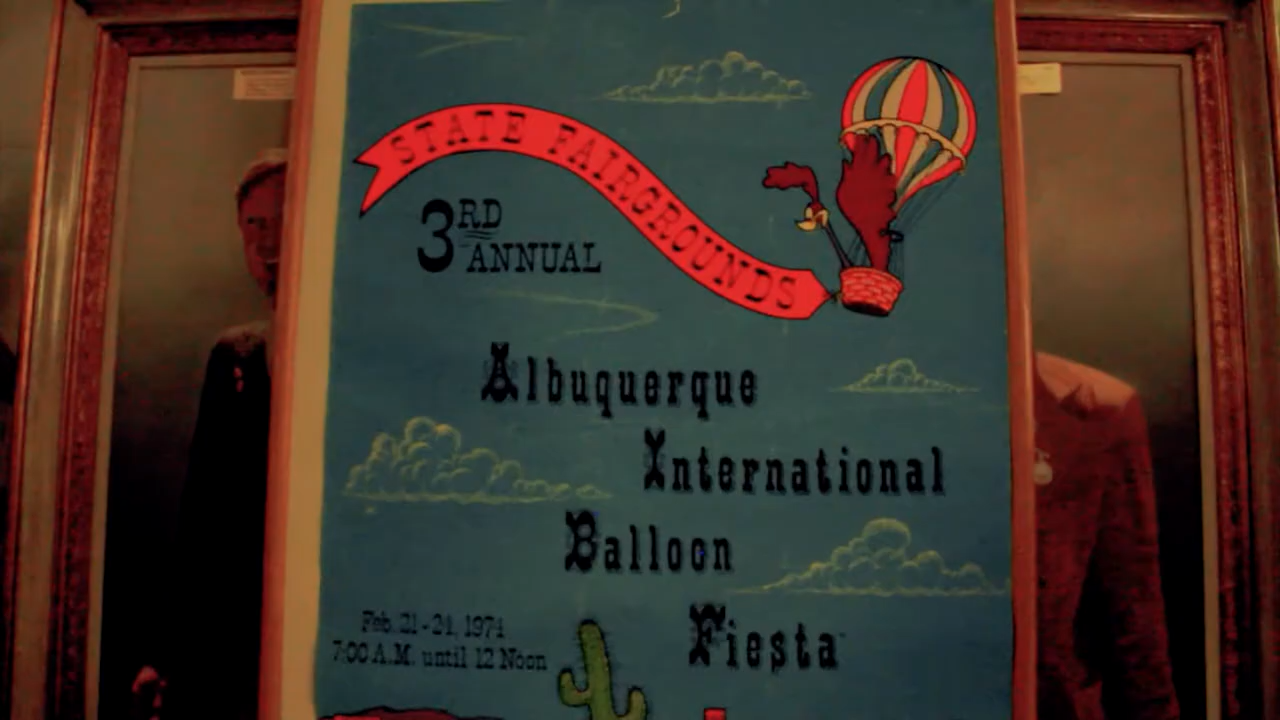 STATE FAIRGROUNDS
3RD ANNUAL
Albuquerque
International
Balloon
Fiesta
Feb. 21-24, 1974
7:00 A.M. until 12 Noon